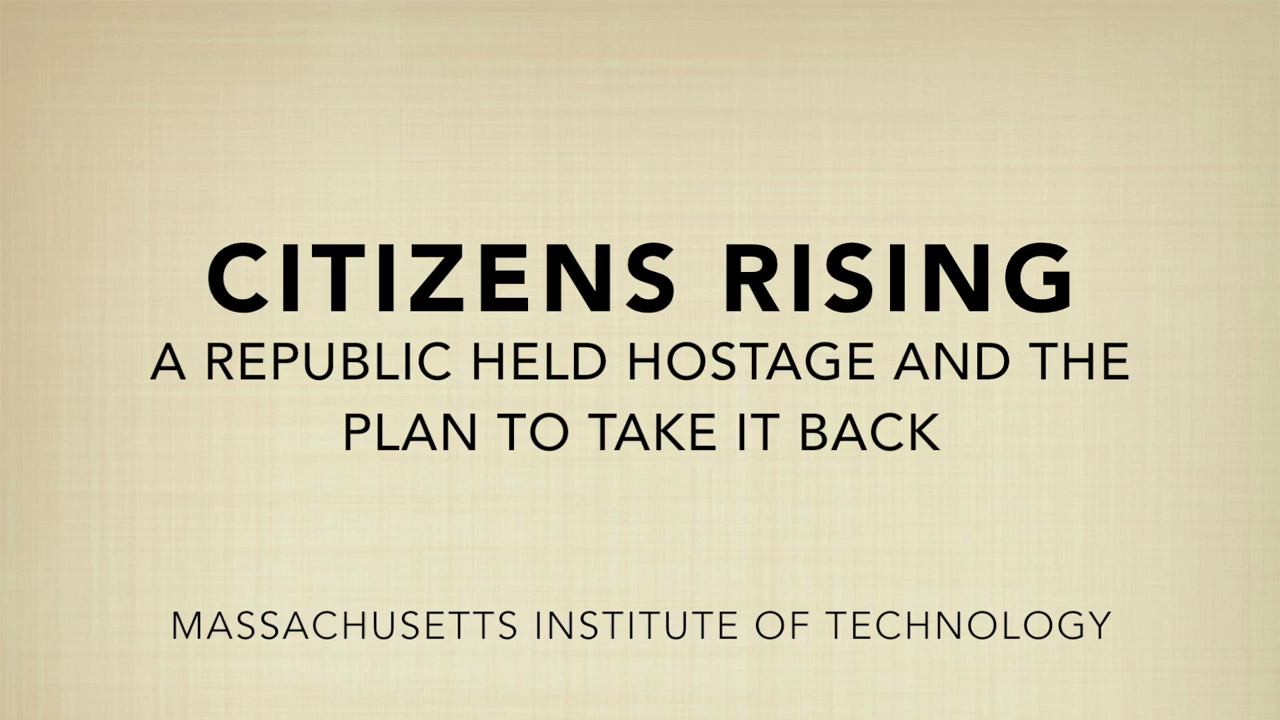 CITIZENS RISING
A REPUBLIC HELD HOSTAGE AND THE
PLAN TO TAKE IT BACK
MASSACHUSETTS INSTITUTE OF TECHNOLOGY